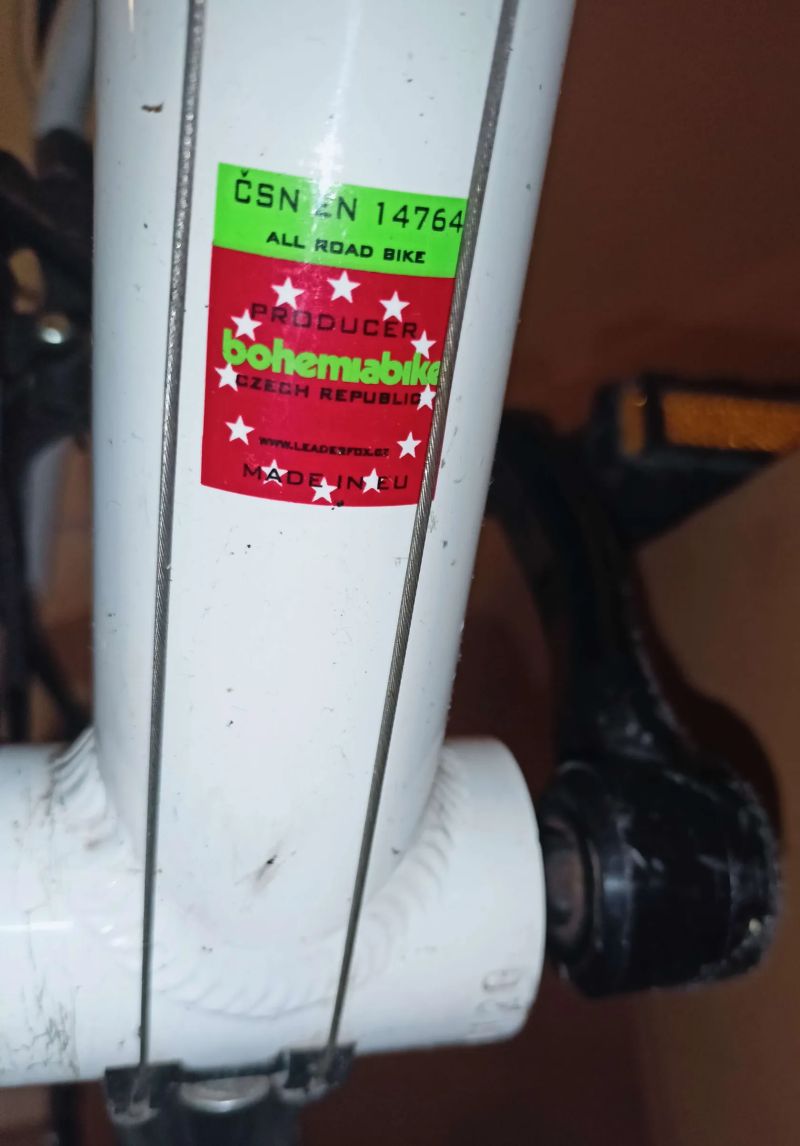 ČSN EN 14764
ALL ROAD BIKE
PRODUCER
bohemiabike
CZECH REPUBLIC
WWW.LEADERFOX.CZ
MADE IN EU